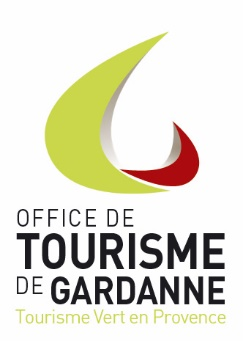 OFFICE DE
TOURISME
DE GARDANNE
Tourisme Vert en Provence